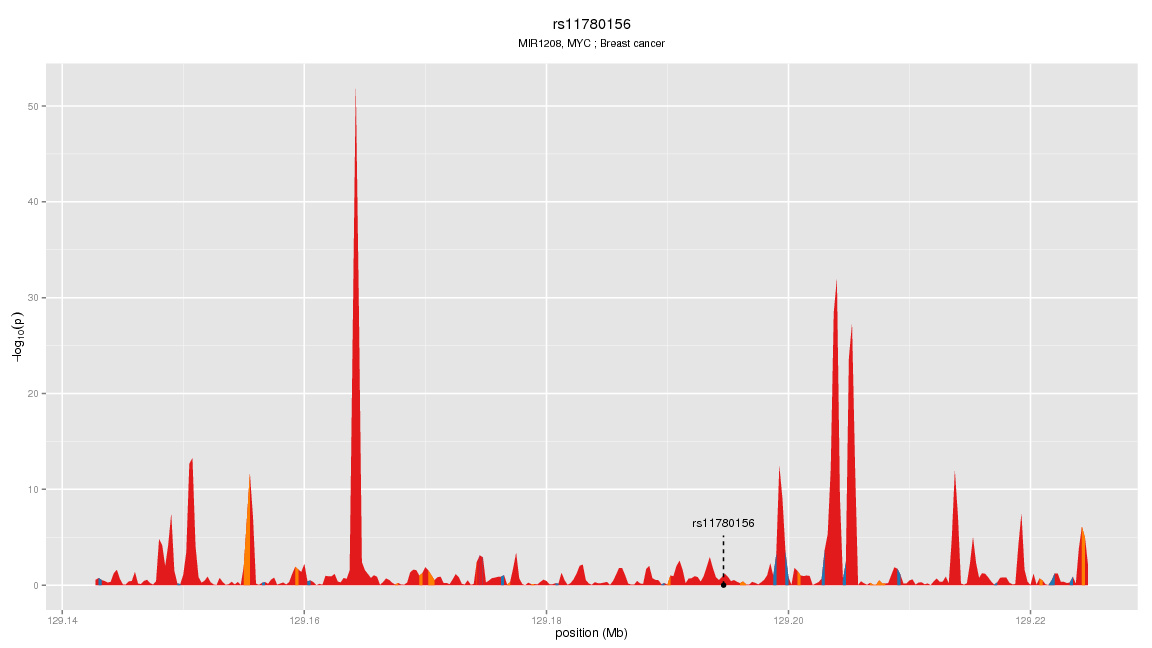 rs11780156
MIR1208, MYC ; Breast cancer
50
40
30
20
10
0
−log10(p)
rs11780156
129.14 129.16 129.18 129.20 129.22
position (Mb)